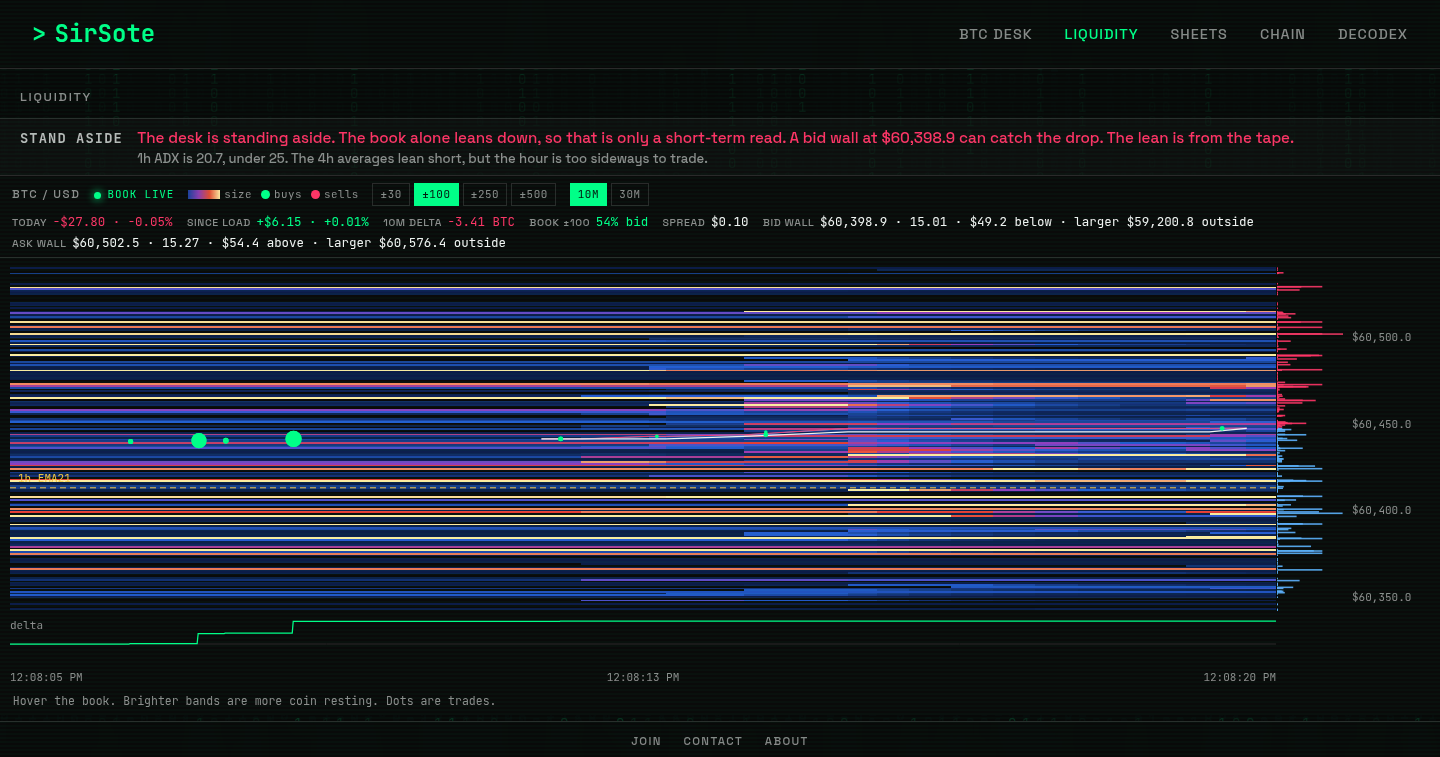 > SirSote
BTC DESK LIQUIDITY SHEETS CHAIN DECODEX
LIQUIDITY
STAND ASIDE The desk is standing aside. The book alone leans down, so that is only a short-term read. A bid wall at $60,398.9 can catch the drop. The lean is from the tape.
1h ADX is 20.7, under 25. The 4h averages lean short, but the hour is too sideways to trade.
BTC / USD BOOK LIVE size buys sells ±30 ±100 ±250 ±500 10M 30M
TODAY -$27.80 · -0.05% SINCE LOAD +$6.15 · +0.01% 10M DELTA -3.41 BTC BOOK ±100 54% bid SPREAD $0.10 BID WALL $60,398.9 · 15.01 · $49.2 below · larger $59,200.8 outside
ASK WALL $60,502.5 · 15.27 · $54.4 above · larger $60,576.4 outside
$60,500.0
$60,450.0
1h EMA21
$60,400.0
$60,350.0
delta
12:08:05 PM 12:08:13 PM 12:08:20 PM
Hover the book. Brighter bands are more coin resting. Dots are trades.
JOIN CONTACT ABOUT